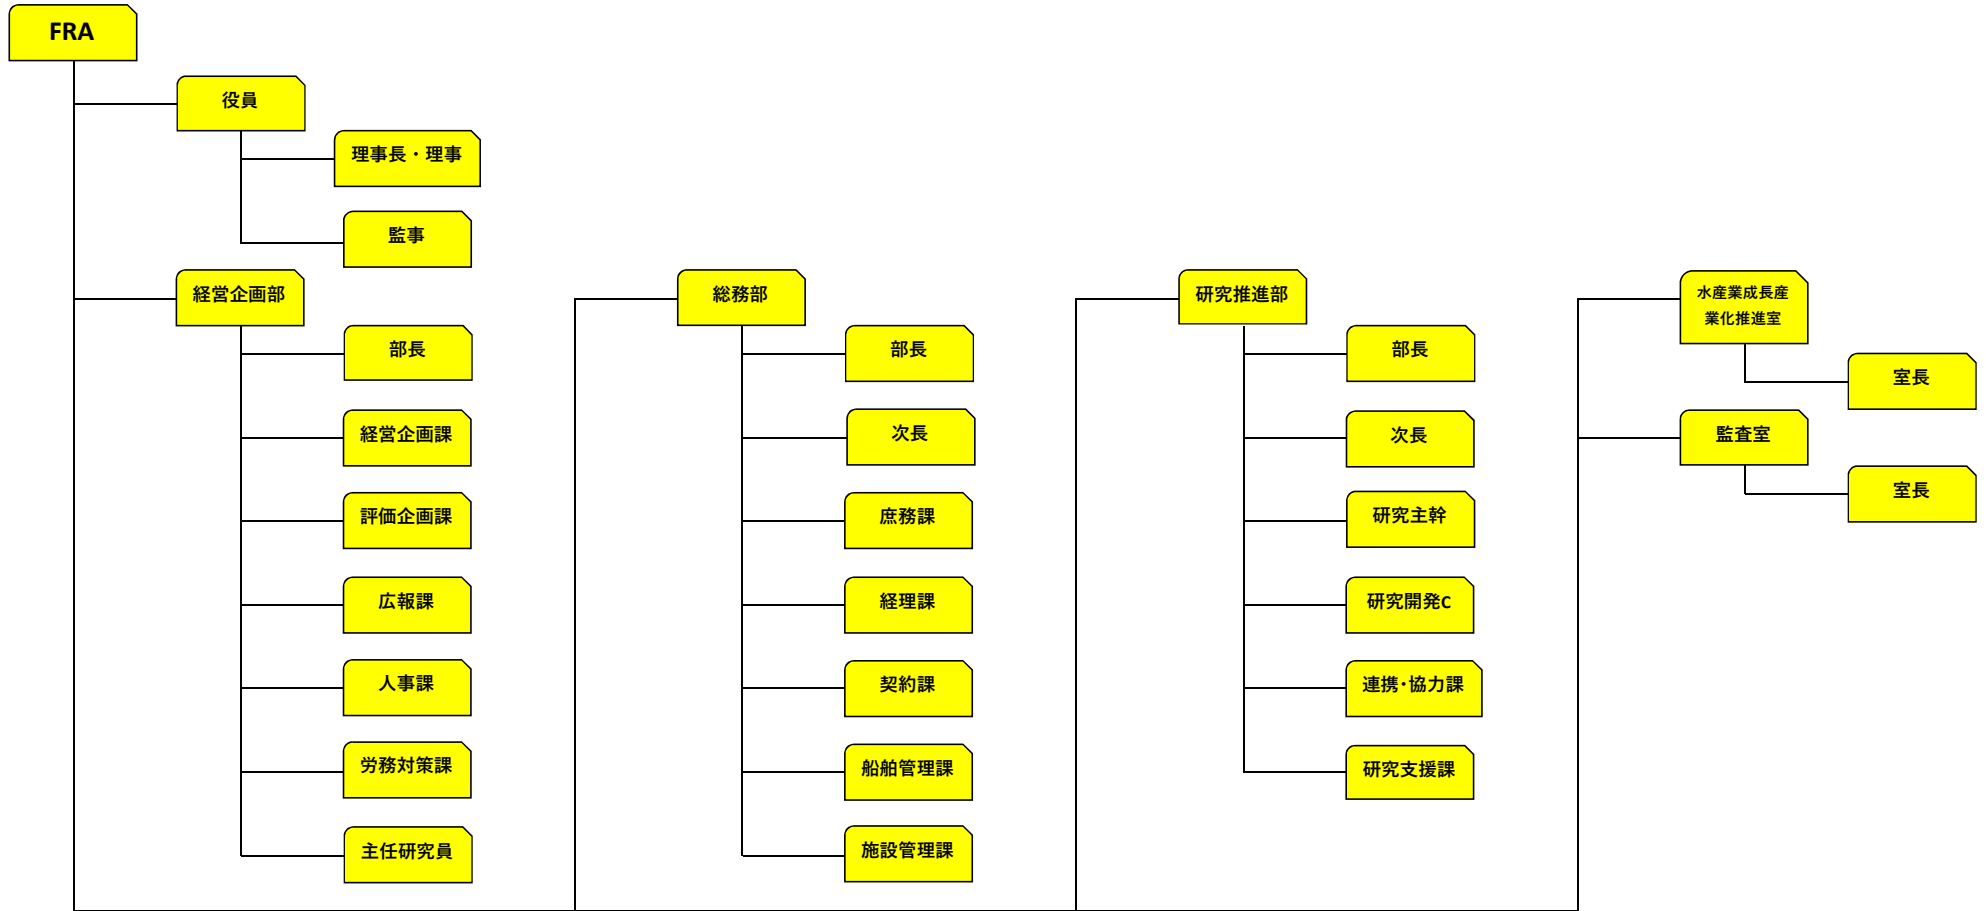 FRA
役員
理事長・理事
監事
経営企画部
部長
経営企画課
評価企画課
広報課
人事課
労務対策課
主任研究員
総務部
部長
次長
庶務課
経理課
契約課
船舶管理課
施設管理課
研究推進部
部長
次長
研究主幹
研究開発C
連携・協力課
研究支援課
水産業成長産
業化推進室
室長
監査室
室長